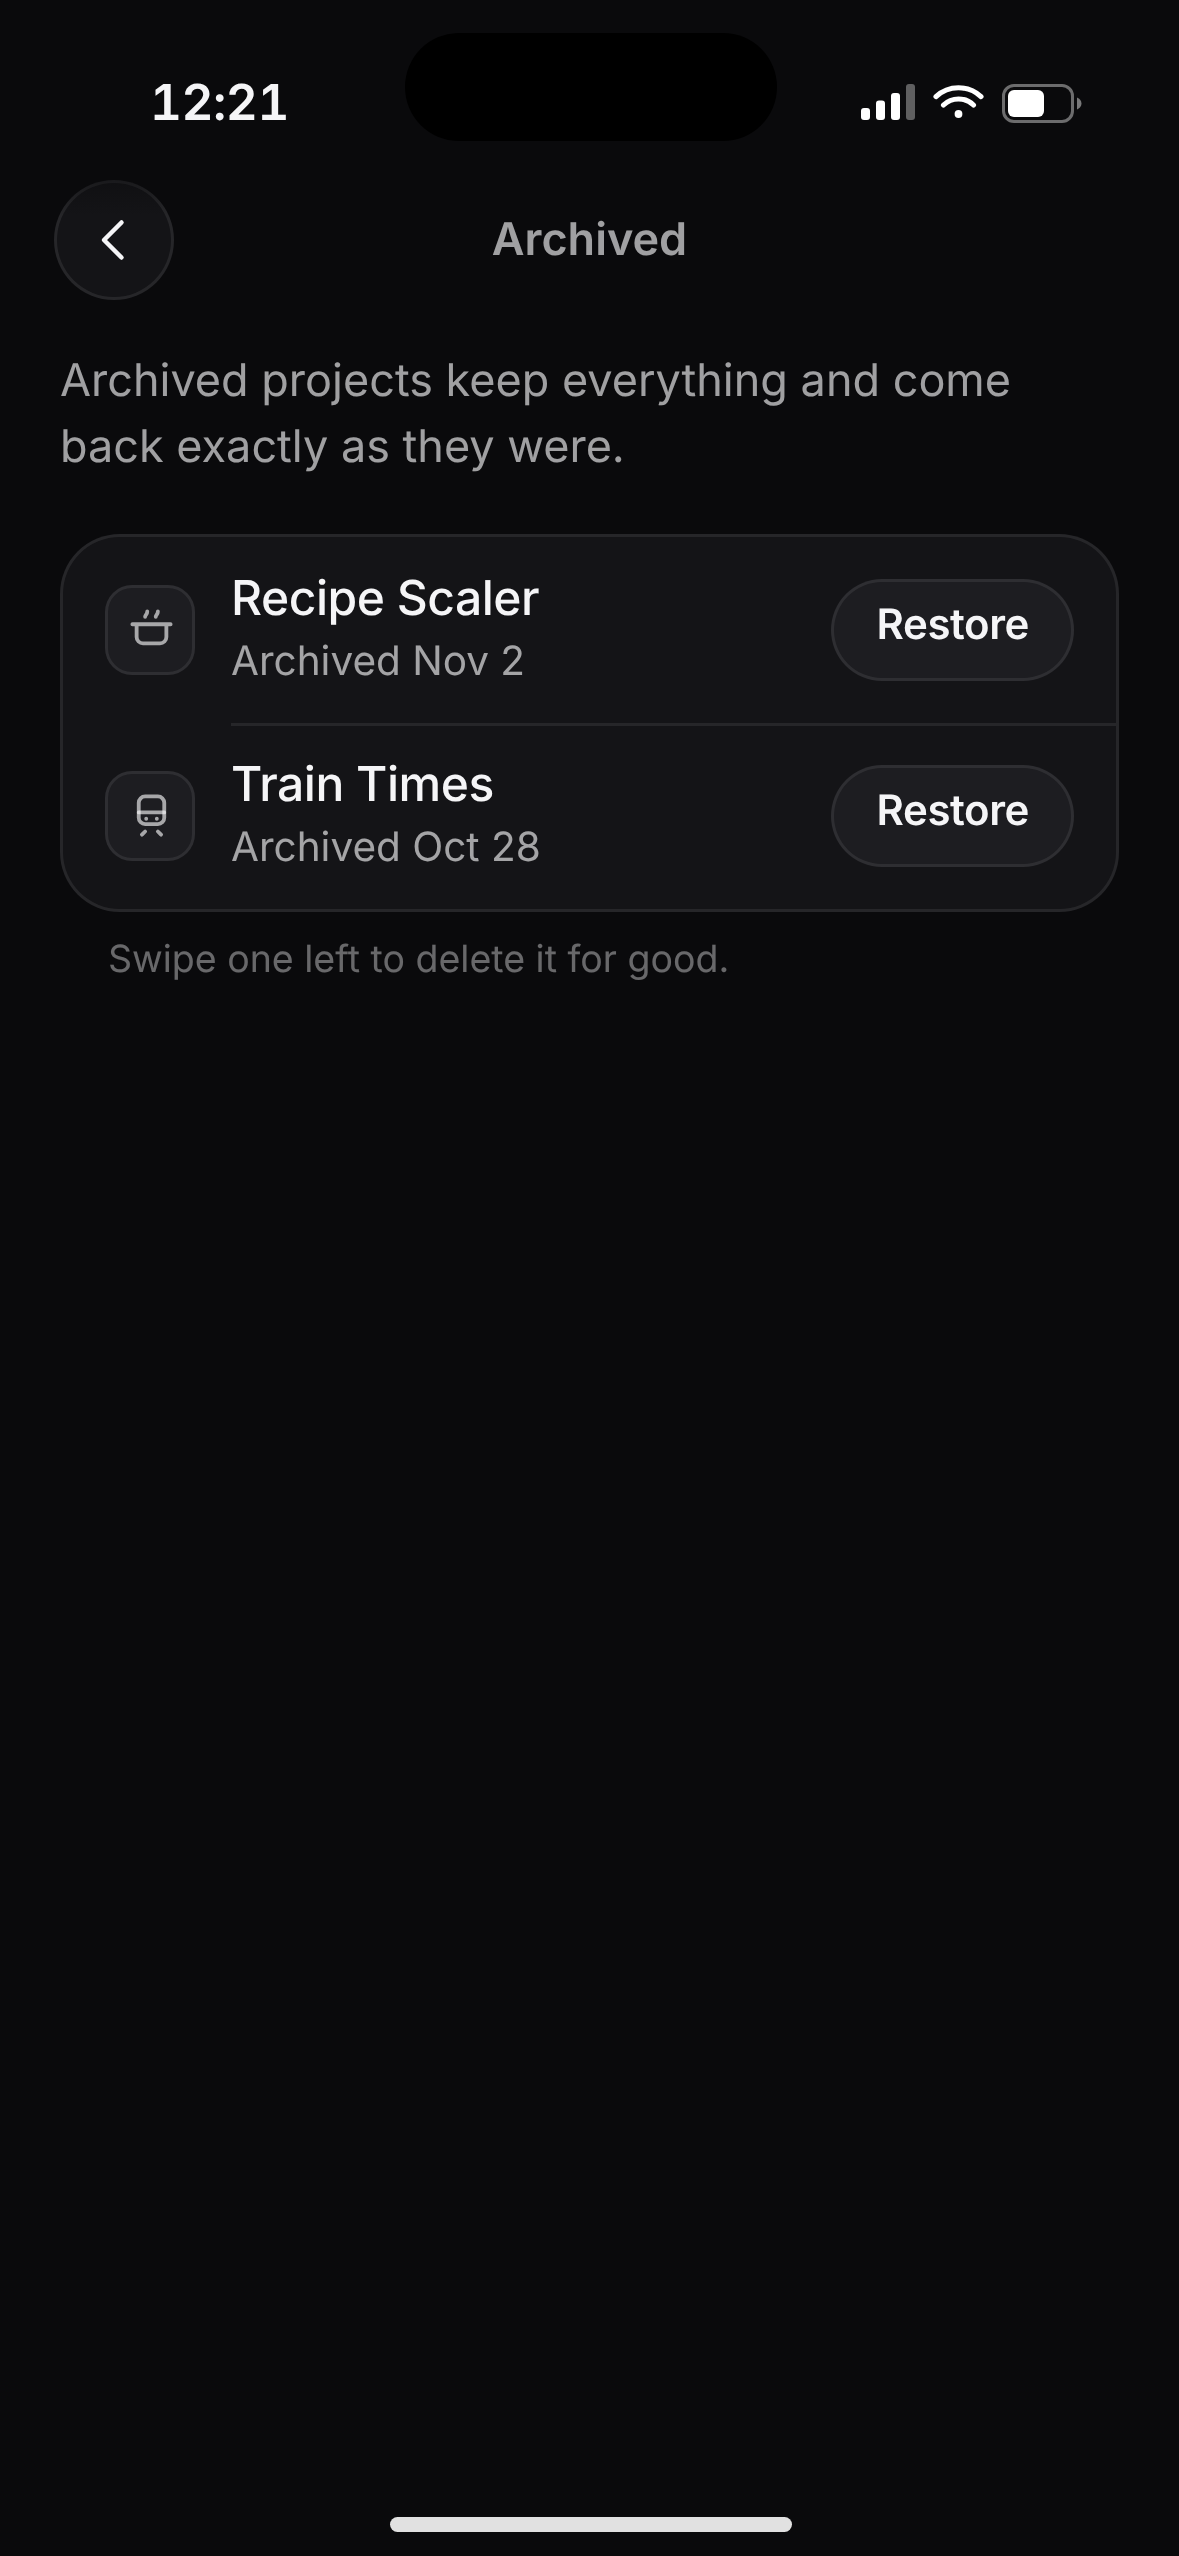 12:21
Archived
Archived projects keep everything and come
back exactly as they were.
Recipe Scaler
Archived Nov 2
Restore
Train Times
Archived Oct 28
Restore
Swipe one left to delete it for good.